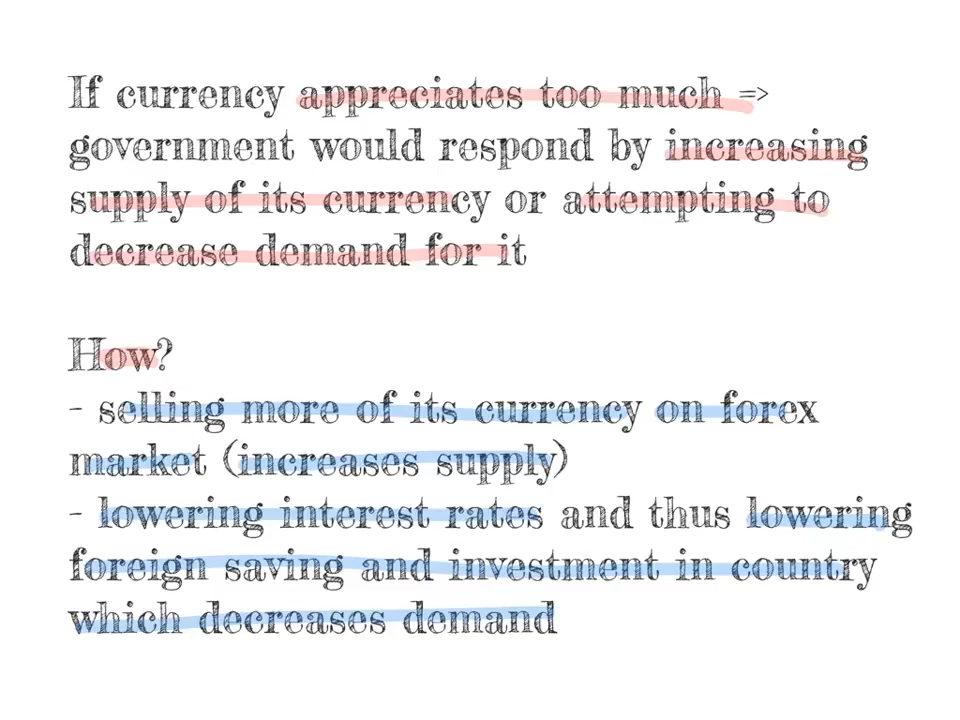 If currency appreciates too much =>
government would respond by increasing
supply of its currency or attempting to
decrease demand for it
How?
- selling more of its currency on forex
market (increases supply)
- lowering interest rates and thus lowering
foreign saving and investment in country
which decreases demand